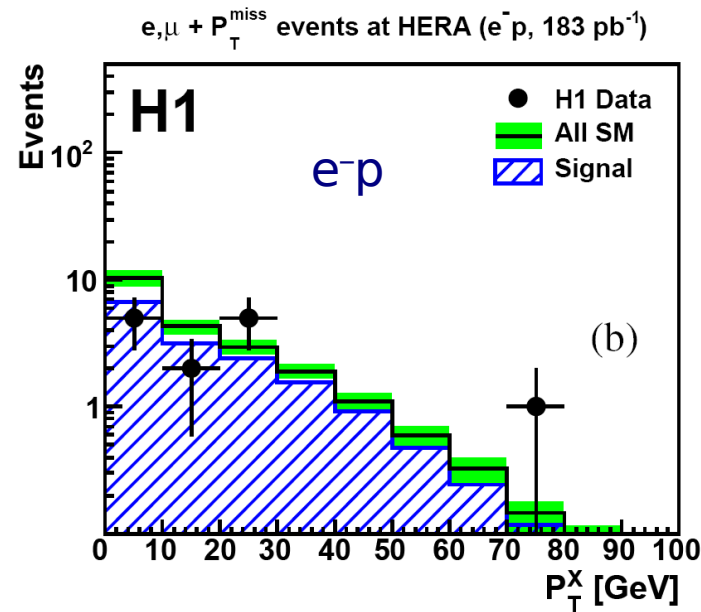 e,μ + P_T^miss events at HERA (e⁻p, 183 pb⁻¹)
Events
H1
H1 Data
All SM
Signal
e⁻p
(b)
10²
10
1
0 10 20 30 40 50 60 70 80 90 100
P_T^X [GeV]